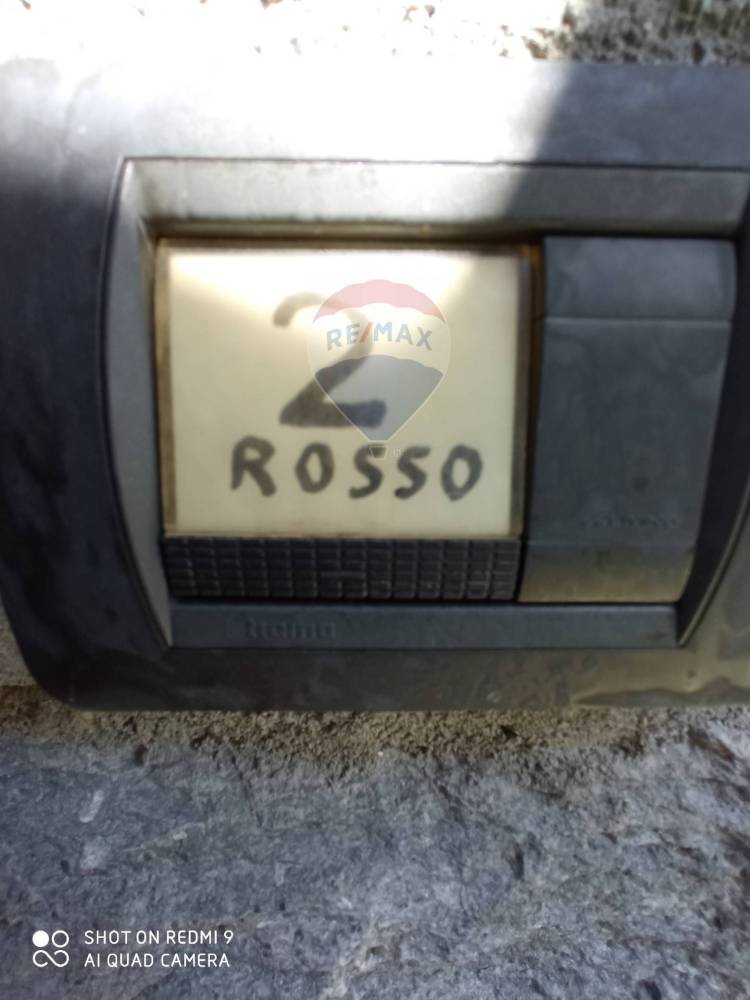 2
RE/MAX
ROSSO
SHOT ON REDMI 9
AI QUAD CAMERA